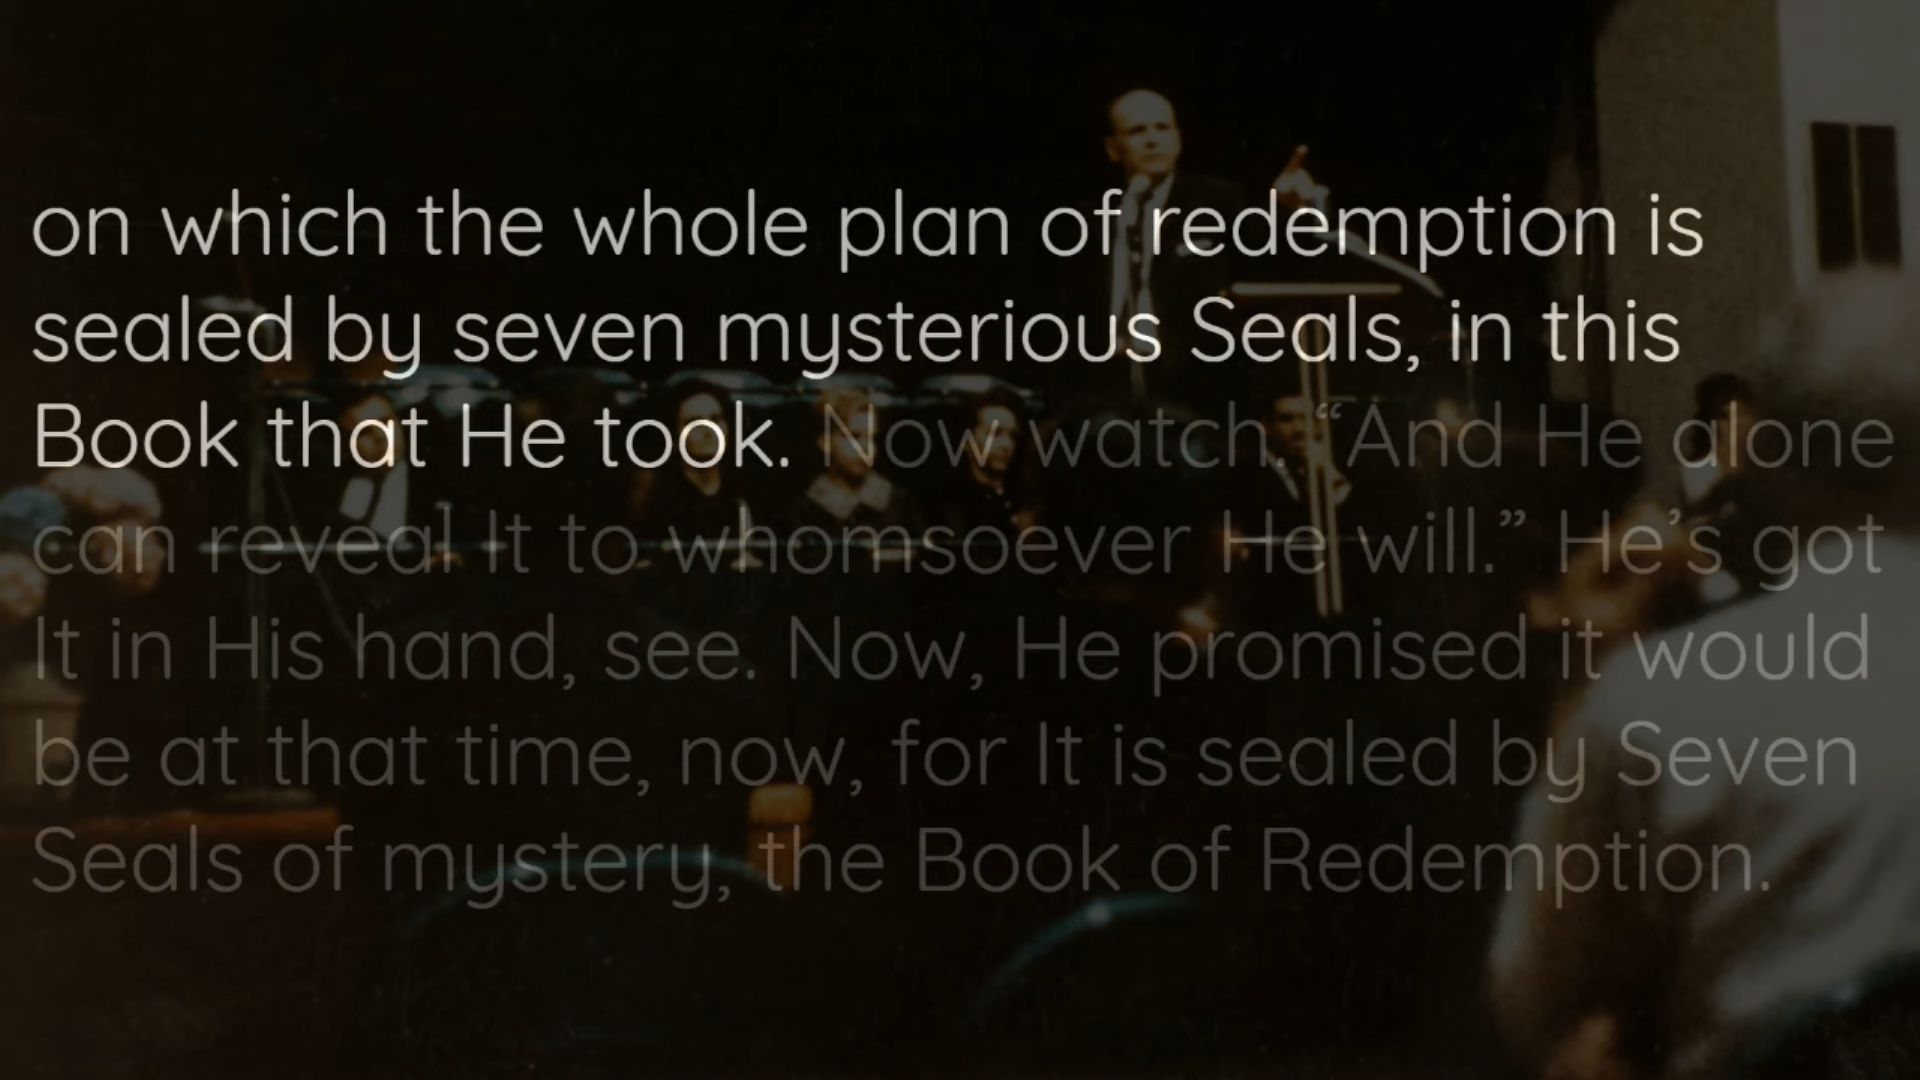 on which the whole plan of redemption is
sealed by seven mysterious Seals, in this
Book that He took. Now watch. “And He alone
can reveal It to whomsoever He will.” He’s got
It in His hand, see. Now, He promised it would
be at that time, now, for It is sealed by Seven
Seals of mystery, the Book of Redemption.